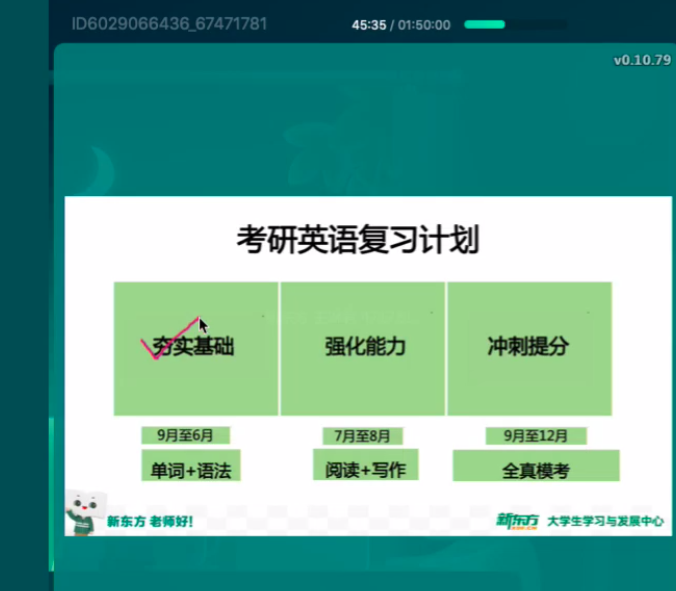 ID6029066436_67471781
45:35 / 01:50:00
v0.10.79
考研英语复习计划
夯实基础
强化能力
冲刺提分
9月至6月
7月至8月
9月至12月
单词+语法
阅读+写作
全真模考
新东方 老师好!
新东方 大学生学习与发展中心